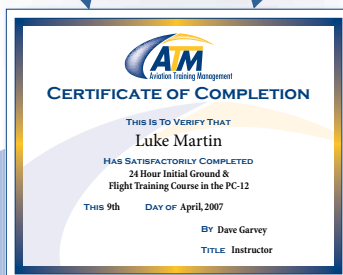 ATM
Aviation Training Management
CERTIFICATE OF COMPLETION
THIS IS TO VERIFY THAT
Luke Martin
HAS SATISFACTORILY COMPLETED
24 Hour Initial Ground &
Flight Training Course in the PC-12
THIS 9th DAY OF April, 2007
BY Dave Garvey
TITLE Instructor